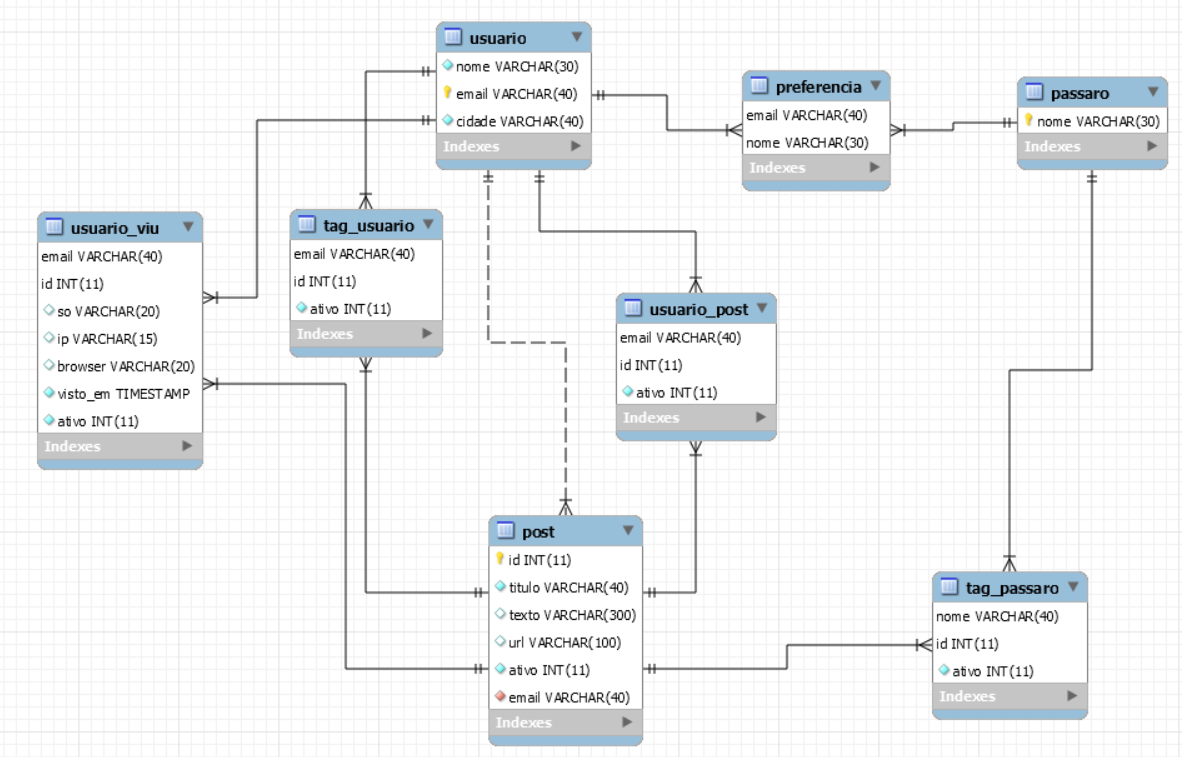 usuario
nome VARCHAR(30)
email VARCHAR(40)
cidade VARCHAR(40)
Indexes
preferencia
email VARCHAR(40)
nome VARCHAR(30)
Indexes
passaro
nome VARCHAR(30)
Indexes
usuario_viu
email VARCHAR(40)
id INT(11)
so VARCHAR(20)
ip VARCHAR(15)
browser VARCHAR(20)
visto_em TIMESTAMP
ativo INT(11)
Indexes
tag_usuario
email VARCHAR(40)
id INT(11)
ativo INT(11)
Indexes
usuario_post
email VARCHAR(40)
id INT(11)
ativo INT(11)
Indexes
post
id INT(11)
titulo VARCHAR(40)
texto VARCHAR(300)
url VARCHAR(100)
ativo INT(11)
email VARCHAR(40)
Indexes
tag_passaro
nome VARCHAR(40)
id INT(11)
ativo INT(11)
Indexes